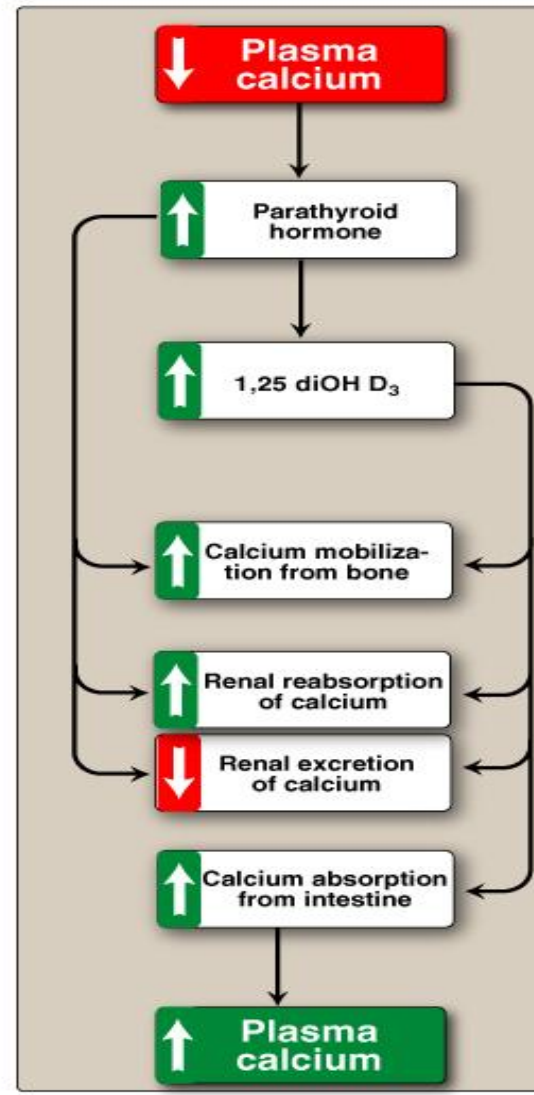 Plasma
calcium
Parathyroid
hormone
1,25 diOH D₃
Calcium mobiliza-
tion from bone
Renal reabsorption
of calcium
Renal excretion
of calcium
Calcium absorption
from intestine
Plasma
calcium